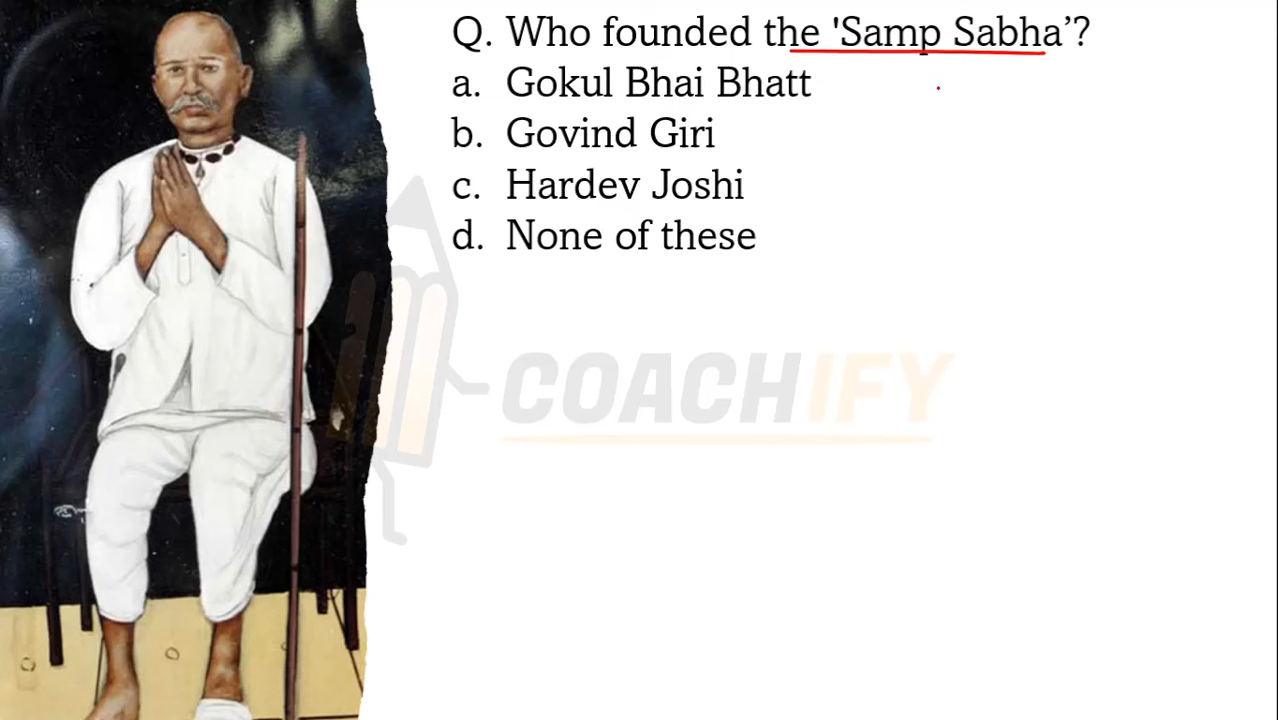 Q. Who founded the 'Samp Sabha’?
a. Gokul Bhai Bhatt
b. Govind Giri
c. Hardev Joshi
d. None of these
COACHIFY